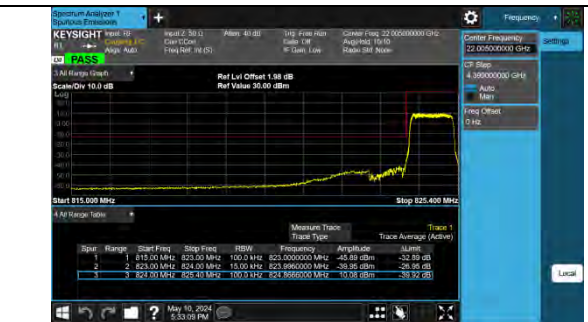 Spectrum Analyzer 1
Spurious Emissions
Frequency
KEYSIGHT
Input: RF
Input Z: 50 Ω
Atten: 40 dB
Trig: Free Run
Center Freq: 22.005000000 GHz
Settings
Coupling: DC
Corr CCorr
Gate: Off
Avg|Hold: 10/10
Align: Auto
Freq Ref: Int (S)
IF Gain: Low
Radio Std: None
PASS
Center Frequency
22.005000000 GHz
3 All Range Graph
Scale/Div 10.0 dB
Log
Ref Lvl Offset 1.98 dB
Ref Value 30.00 dBm
CF Step
4.390000000 GHz
Auto
Man
Freq Offset
0 Hz
Start 815.000 MHz
Stop 825.400 MHz
4 All Range Table
Measure Trace
Trace 1
Trace Type
Trace Average (Active)
Spur Range Start Freq Stop Freq RBW Frequency Amplitude ΔLimit
1 1 815.00 MHz 823.00 MHz 100.0 kHz 823.0000000 MHz -45.89 dBm -32.89 dB
2 2 823.00 MHz 824.00 MHz 15.00 kHz 823.9960000 MHz -39.95 dBm -26.95 dB
3 3 824.00 MHz 825.40 MHz 100.0 kHz 824.8666000 MHz 10.08 dBm -39.92 dB
Local
May 10, 2024
5:33:09 PM